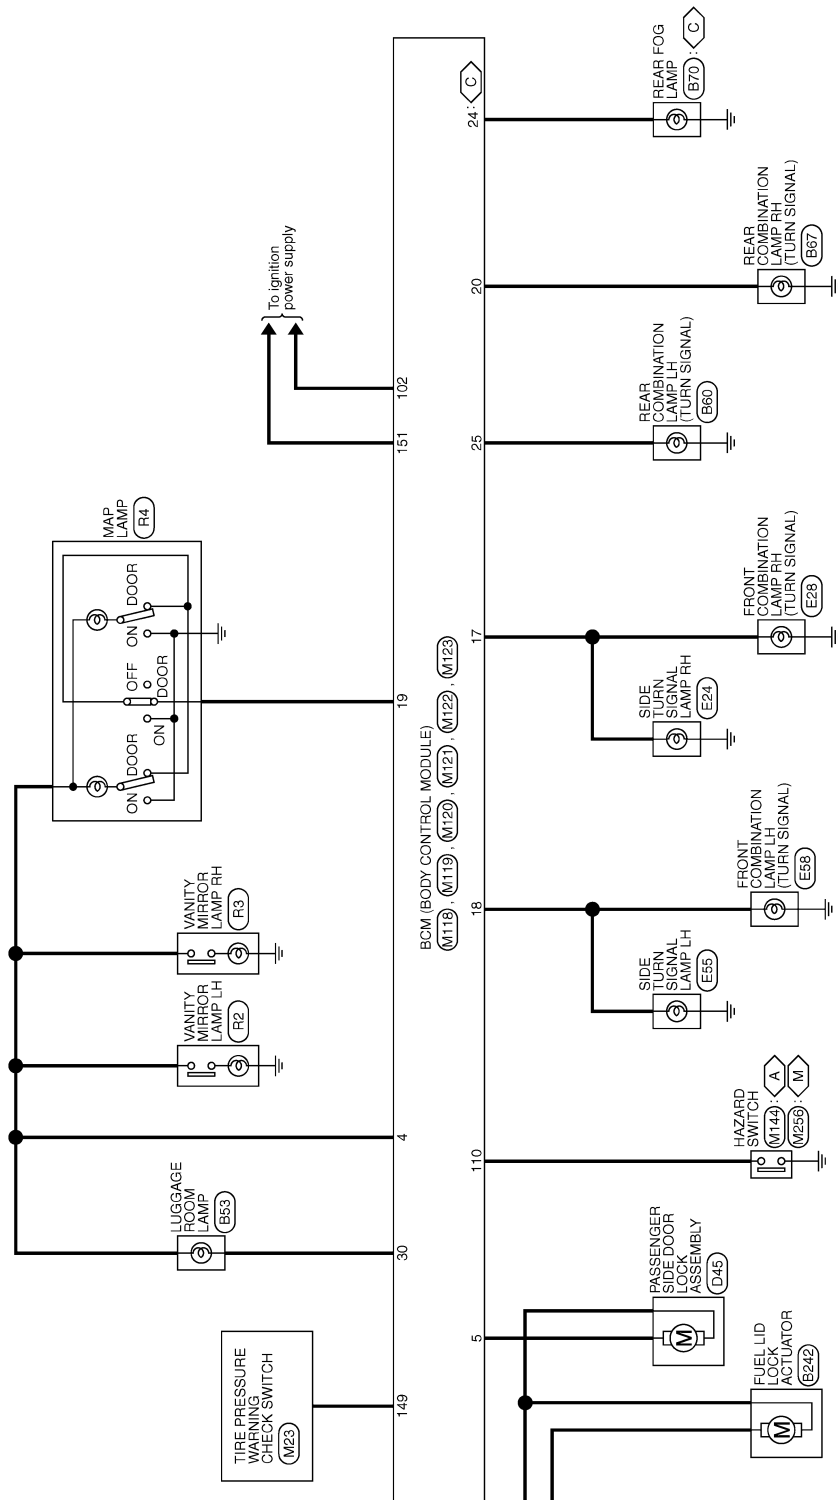 TIRE PRESSURE
WARNING
CHECK SWITCH
M23
149
LUGGAGE
ROOM
LAMP
B53
30
4
VANITY
MIRROR
LAMP LH
R2
VANITY
MIRROR
LAMP RH
R3
MAP
LAMP
R4
ON
DOOR
ON
OFF
DOOR
ON
DOOR
19
151
102
To ignition
power supply
BCM (BODY CONTROL MODULE)
M118 , M119 , M120 , M121 , M122 , M123
5
PASSENGER
SIDE DOOR
LOCK
ASSEMBLY
D45
M
FUEL LID
LOCK
ACTUATOR
B242
M
110
HAZARD
SWITCH
M144 : A
M256 : M
18
SIDE
TURN
SIGNAL
LAMP LH
E55
FRONT
COMBINATION
LAMP LH
(TURN SIGNAL)
E58
17
SIDE
TURN
SIGNAL
LAMP RH
E24
FRONT
COMBINATION
LAMP RH
(TURN SIGNAL)
E28
25
REAR
COMBINATION
LAMP LH
(TURN SIGNAL)
B60
20
REAR
COMBINATION
LAMP RH
(TURN SIGNAL)
B67
24: C
REAR FOG
LAMP
B70 : C